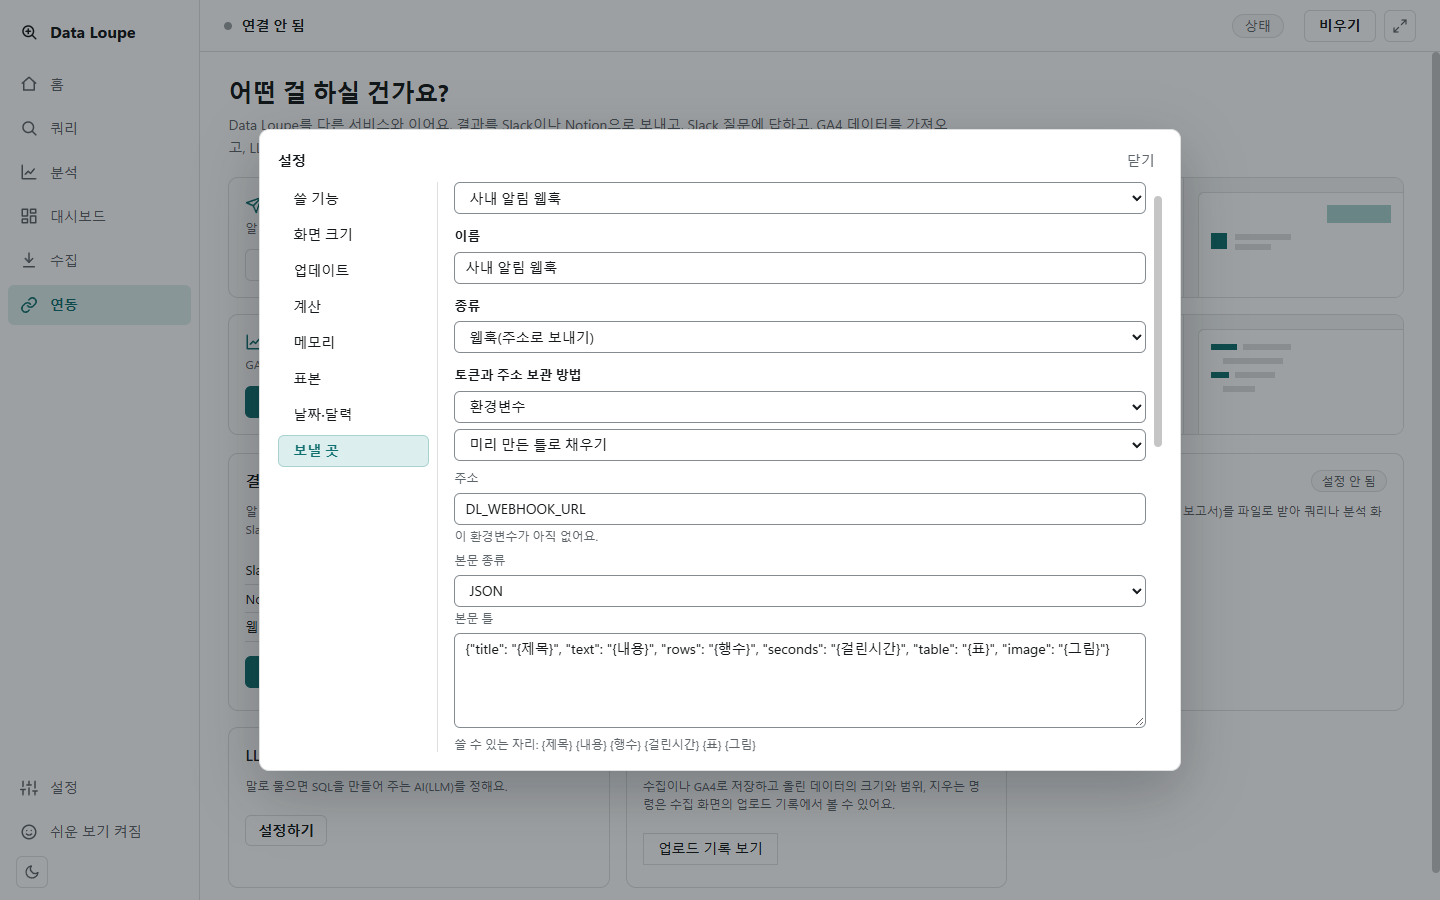 Data Loupe
홈
쿼리
분석
대시보드
수집
연동
설정
쉬운 보기 켜짐
연결 안 됨
상태
비우기
어떤 걸 하실 건가요?
Data Loupe를 다른 서비스와 이어요. 결과를 Slack이나 Notion으로 보내고, Slack 질문에 답하고, GA4 데이터를 가져오
고, LL
알
GA
결
설정 안 됨
알
보고서)를 파일로 받아 쿼리나 분석 화
Sla
Sla
No
웹
설정
닫기
쓸 기능
화면 크기
업데이트
계산
메모리
표본
날짜·달력
보낼 곳
사내 알림 웹훅
이름
사내 알림 웹훅
종류
웹훅(주소로 보내기)
토큰과 주소 보관 방법
환경변수
미리 만든 틀로 채우기
주소
DL_WEBHOOK_URL
이 환경변수가 아직 없어요.
본문 종류
JSON
본문 틀
{"title": "{제목}", "text": "{내용}", "rows": "{행수}", "seconds": "{걸린시간}", "table": "{표}", "image": "{그림}"}
쓸 수 있는 자리: {제목} {내용} {행수} {걸린시간} {표} {그림}
LL
말로 물으면 SQL을 만들어 주는 AI(LLM)를 정해요.
설정하기
수집이나 GA4로 저장하고 올린 데이터의 크기와 범위, 지우는 명
령은 수집 화면의 업로드 기록에서 볼 수 있어요.
업로드 기록 보기